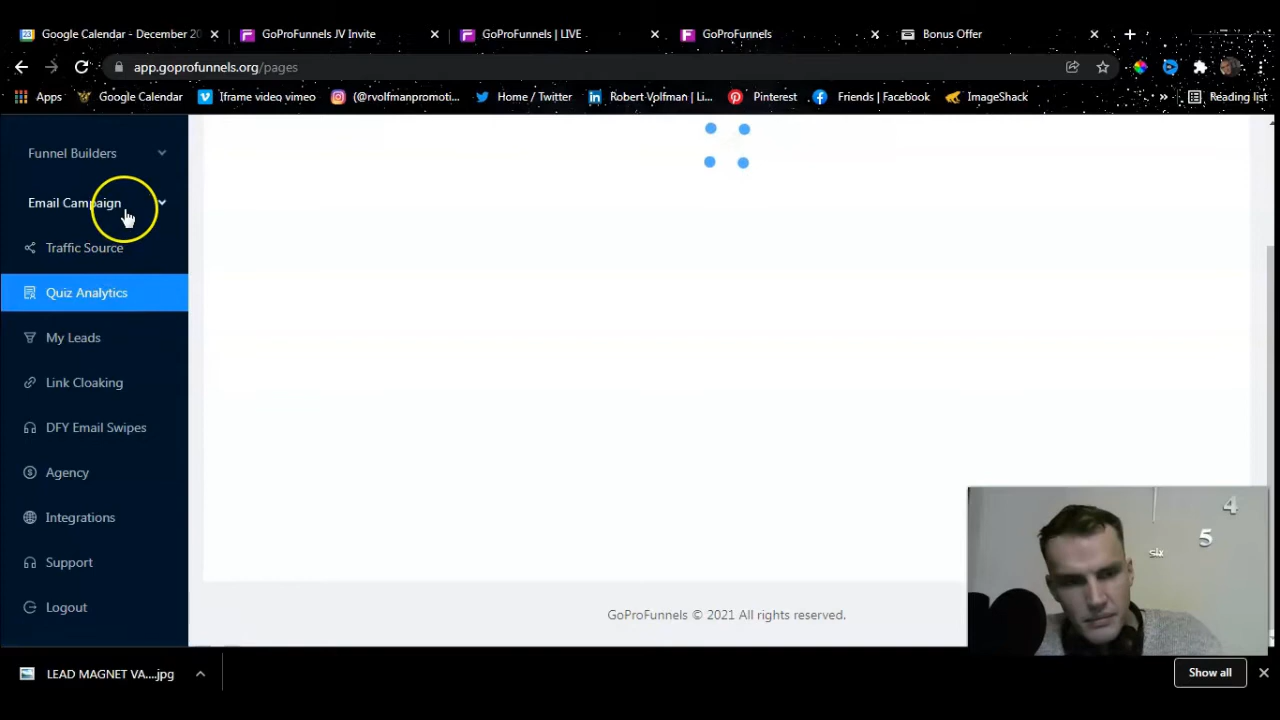 Google Calendar - December 20
GoProFunnels JV Invite
GoProFunnels | LIVE
GoProFunnels
Bonus Offer
app.goprofunnels.org/pages
Apps
Google Calendar
Iframe video vimeo
(@rvolfmanpromoti...
Home / Twitter
Robert Volfman | Li...
Pinterest
Friends | Facebook
ImageShack
Reading list
Funnel Builders
Email Campaign
Traffic Source
Quiz Analytics
My Leads
Link Cloaking
DFY Email Swipes
Agency
Integrations
Support
Logout
4
5
six
GoProFunnels © 2021 All rights reserved.
LEAD MAGNET VA....jpg
Show all